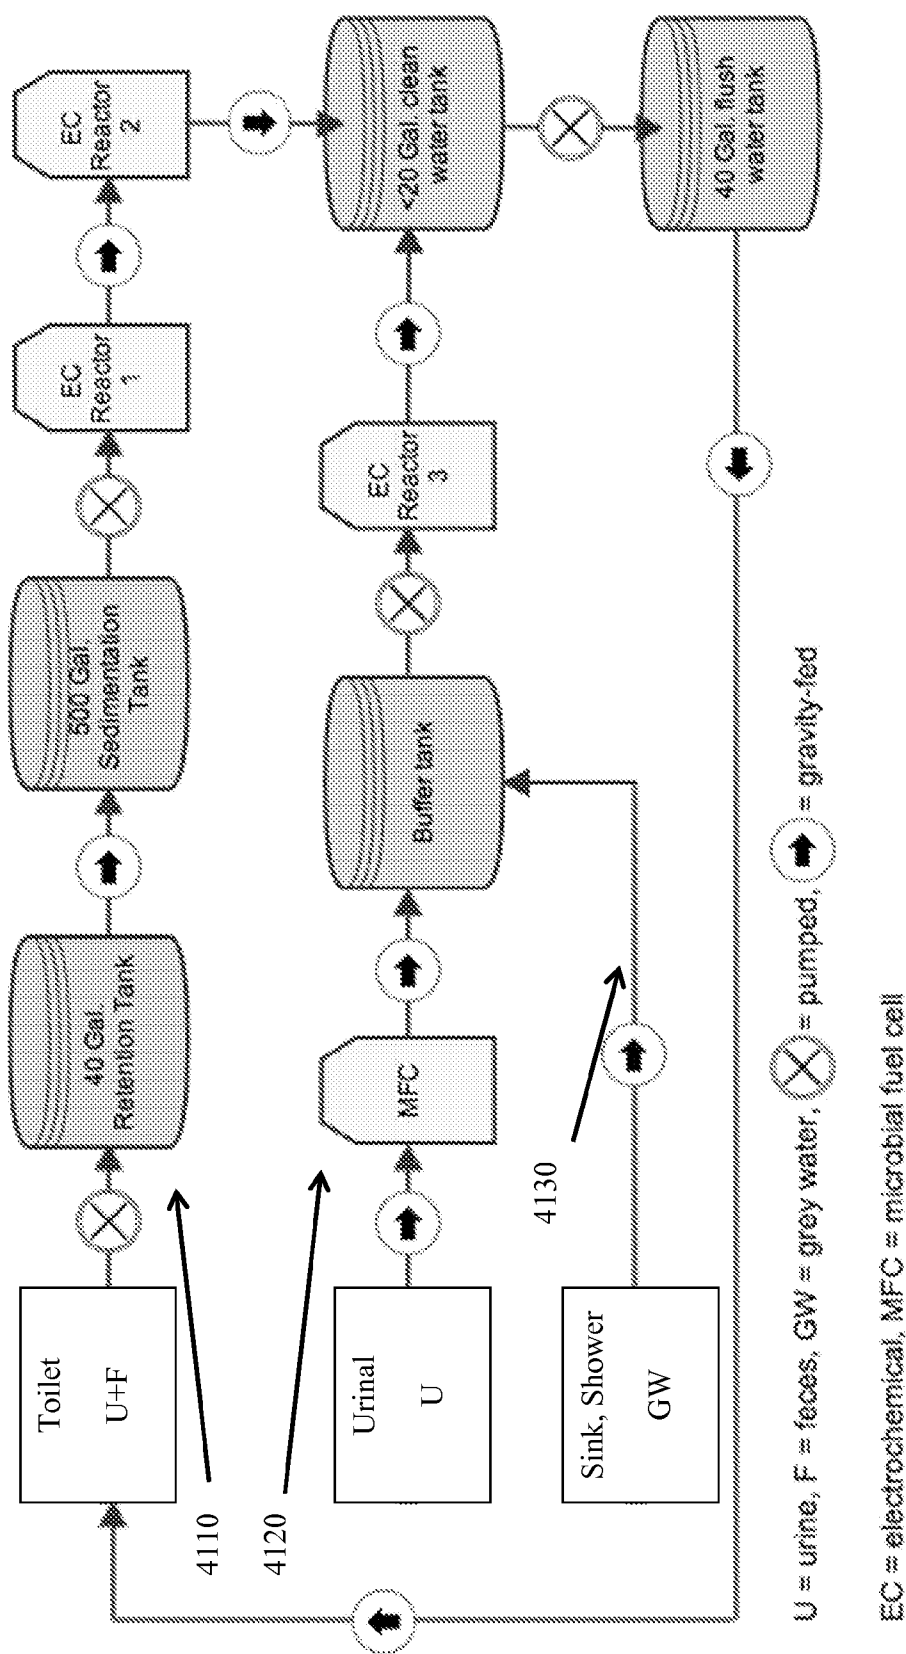 Toilet
U+F
40 Gal.
Retention Tank
500 Gal.
Sedimentation
Tank
EC
Reactor
1
EC
Reactor
2
4110
4120
Urinal
U
MFC
Buffer tank
EC
Reactor
3
<20 Gal. clean
water tank
4130
Sink, Shower
GW
40 Gal. flush
water tank
U = urine, F = feces, GW = grey water, = pumped, = gravity-fed
EC = electrochemical, MFC = microbial fuel cell